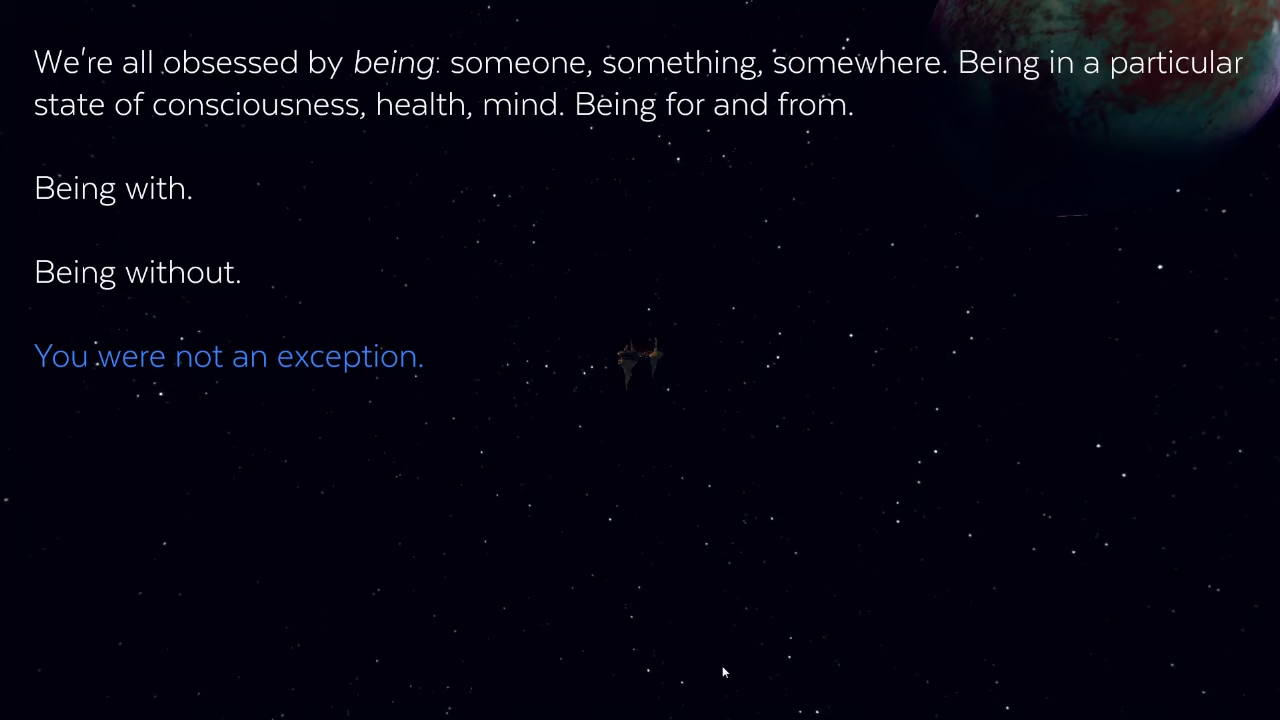 We're all obsessed by being: someone, something, somewhere. Being in a particular
state of consciousness, health, mind. Being for and from.
Being with.
Being without.
You were not an exception.